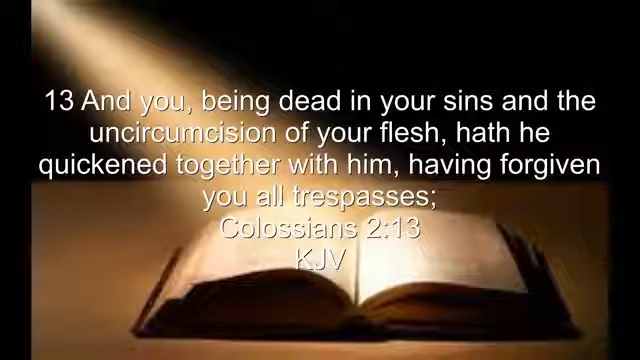 13 And you, being dead in your sins and the
uncircumcision of your flesh, hath he
quickened together with him, having forgiven
you all trespasses;
Colossians 2:13
KJV